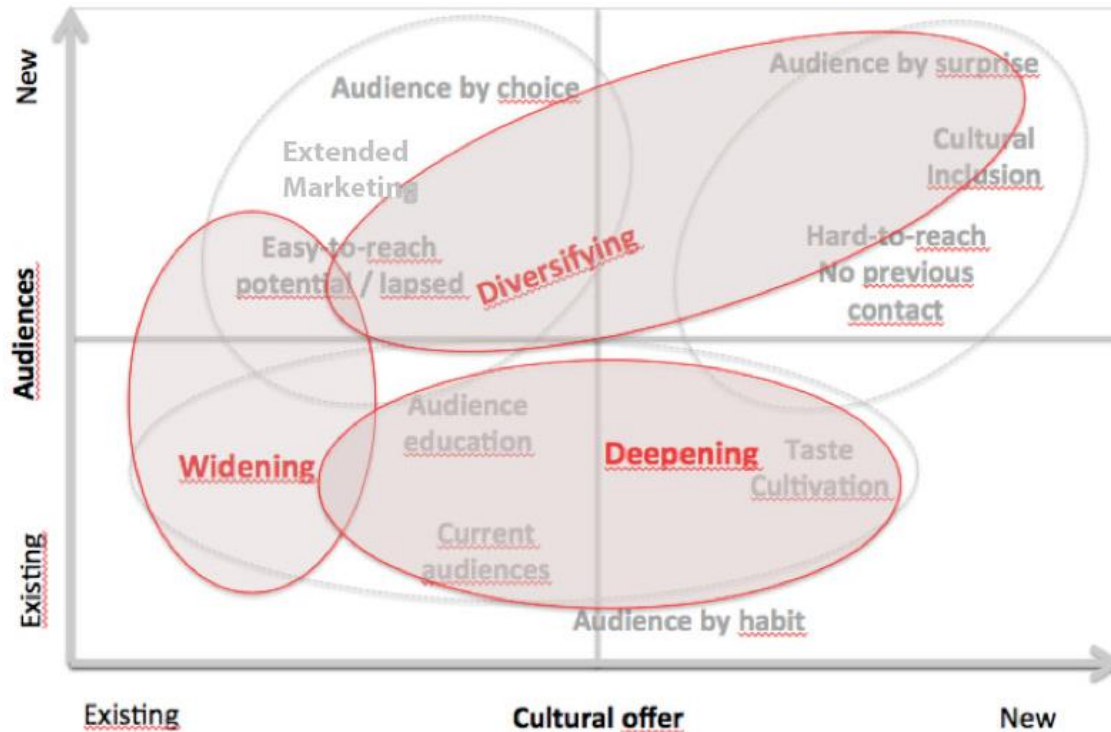 New
Audience by choice
Audience by surprise
Extended
Marketing
Cultural
Inclusion
Easy-to-reach
potential / lapsed
Diversifying
Hard-to-reach
No previous
contact
Audiences
Audience
education
Widening
Deepening
Taste
Cultivation
Current
audiences
Existing
Audience by habit
Existing
Cultural offer
New